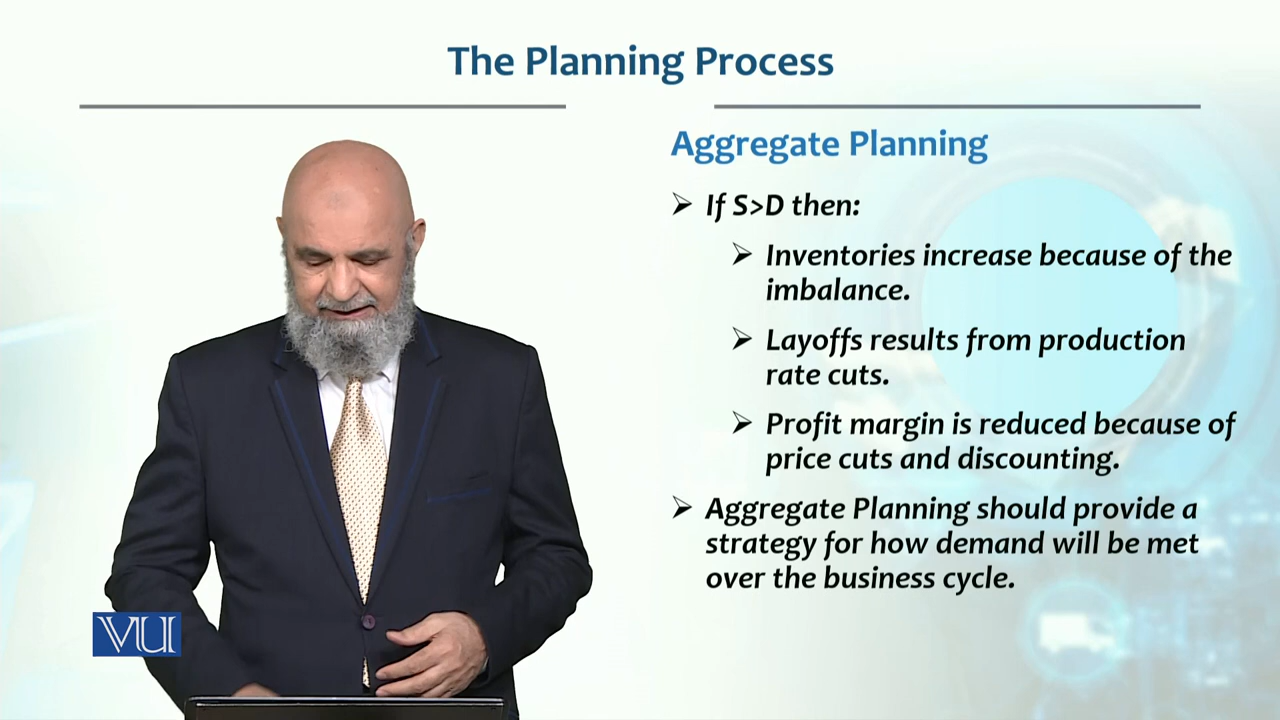 The Planning Process
Aggregate Planning
➢ If S>D then:
➢ Inventories increase because of the
imbalance.
➢ Layoffs results from production
rate cuts.
➢ Profit margin is reduced because of
price cuts and discounting.
➢ Aggregate Planning should provide a
strategy for how demand will be met
over the business cycle.
VU